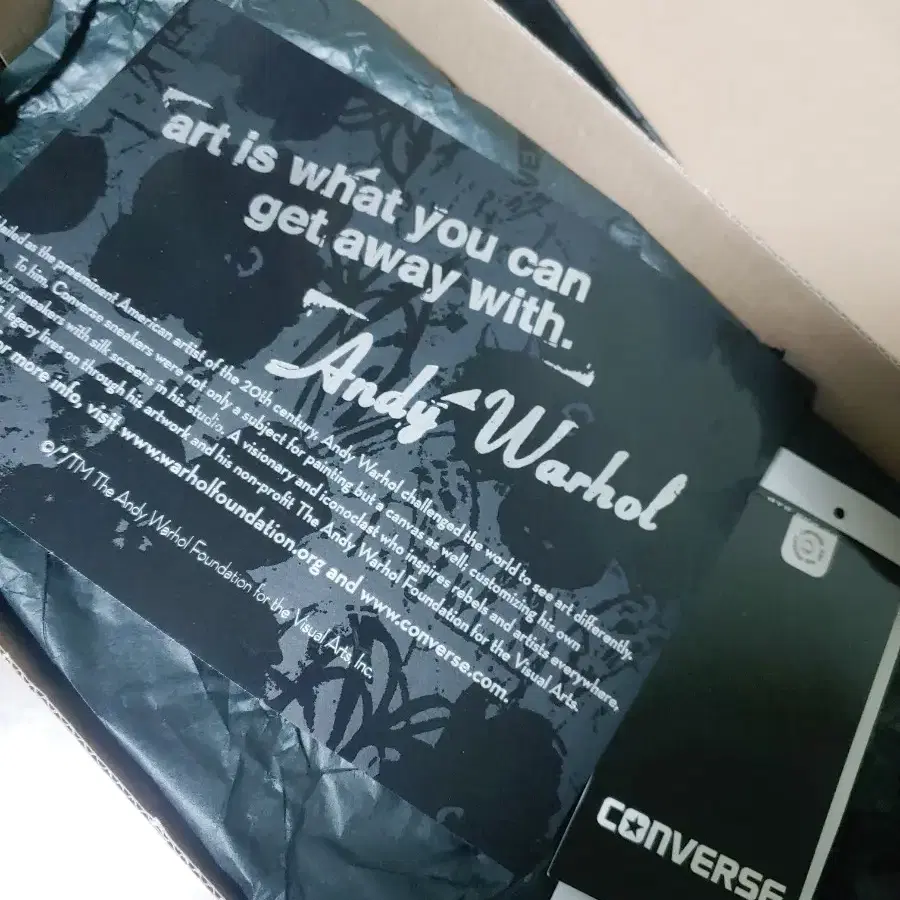 art is what you can
get away with.
Andy Warhol
Hailed as the preeminent American artist of the 20th century, Andy Warhol challenged the world to see art differently.
To him, Converse sneakers were not only a subject for painting but a canvas as well; customizing his own
sneakers with silk screens in his studio. A visionary and iconoclast who inspires rebels and artists everywhere,
legacy lives on through his artwork and his non-profit The Andy Warhol Foundation for the Visual Arts.
For more info, visit www.warholfoundation.org and www.converse.com.
©/®/TM The Andy Warhol Foundation for the Visual Arts, Inc.
CONVERSE
CONVERSE